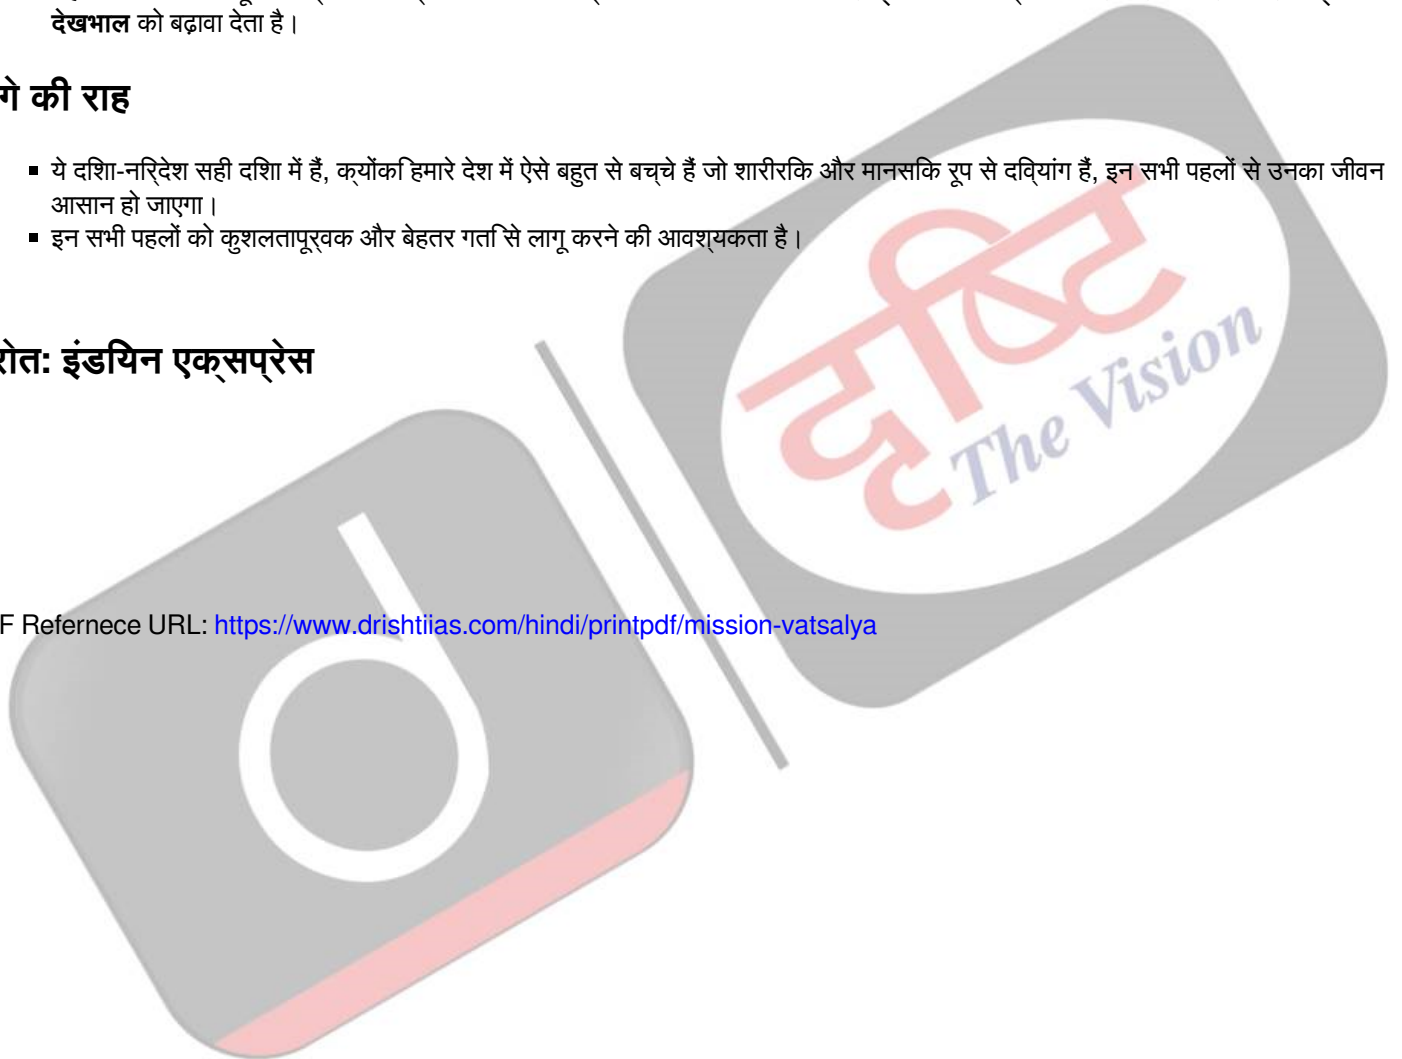 देखभाल को बढ़ावा देता है।
गे की राह
▪ ये दिशा-निर्देश सही दिशा में हैं, क्योंकि हमारे देश में ऐसे बहुत से बच्चे हैं जो शारीरिक और मानसिक रूप से दिव्यांग हैं, इन सभी पहलों से उनका जीवन
आसान हो जाएगा।
▪ इन सभी पहलों को कुशलतापूर्वक और बेहतर गति से लागू करने की आवश्यकता है।
रोत: इंडियन एक्सप्रेस
दृष्टि
The Vision
d
F Refernece URL: https://www.drishtiias.com/hindi/printpdf/mission-vatsalya